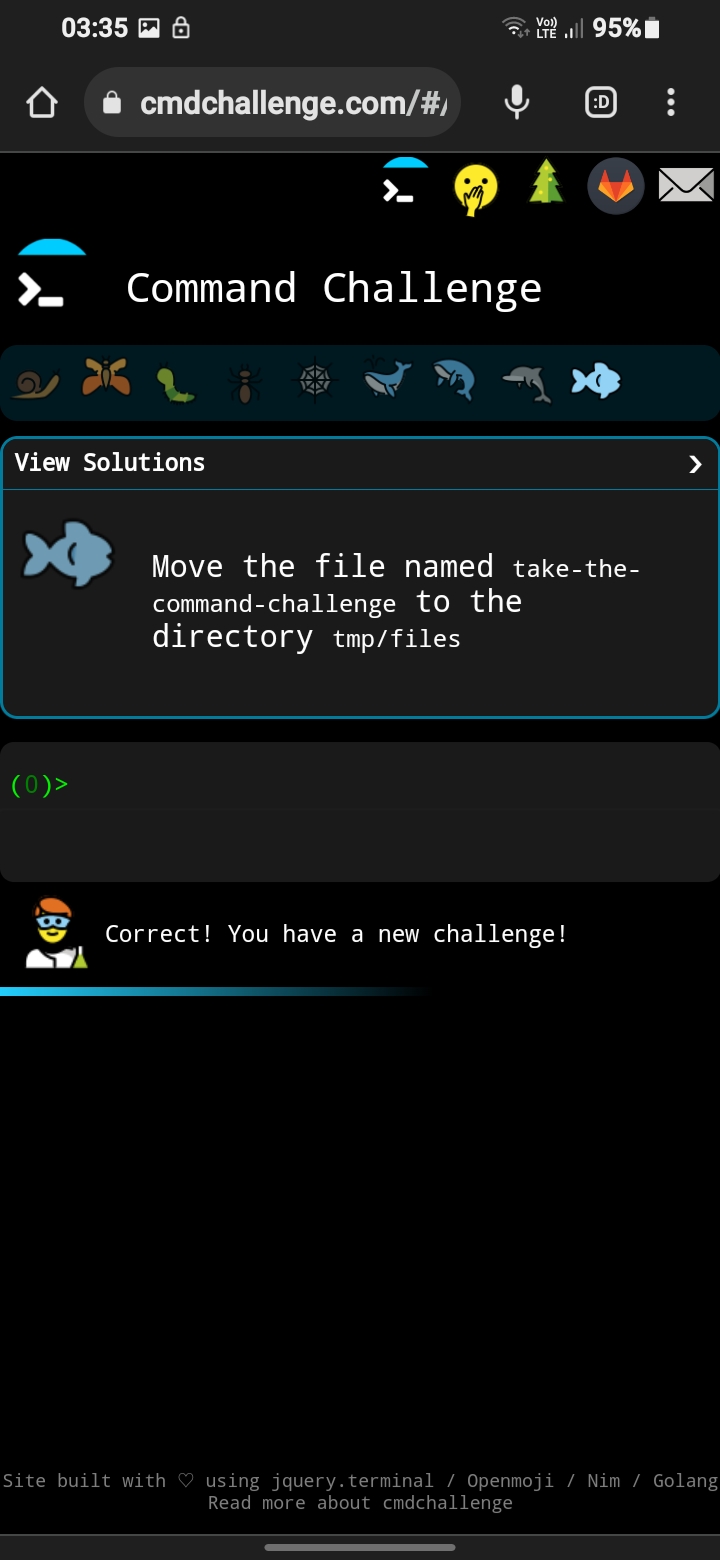 03:35 Vo) LTE 95%
cmdchallenge.com/#/ :D
Command Challenge
View Solutions
Move the file named take-the-
command-challenge to the
directory tmp/files
(0)>
Correct! You have a new challenge!
Site built with ♡ using jquery.terminal / Openmoji / Nim / Golang
Read more about cmdchallenge